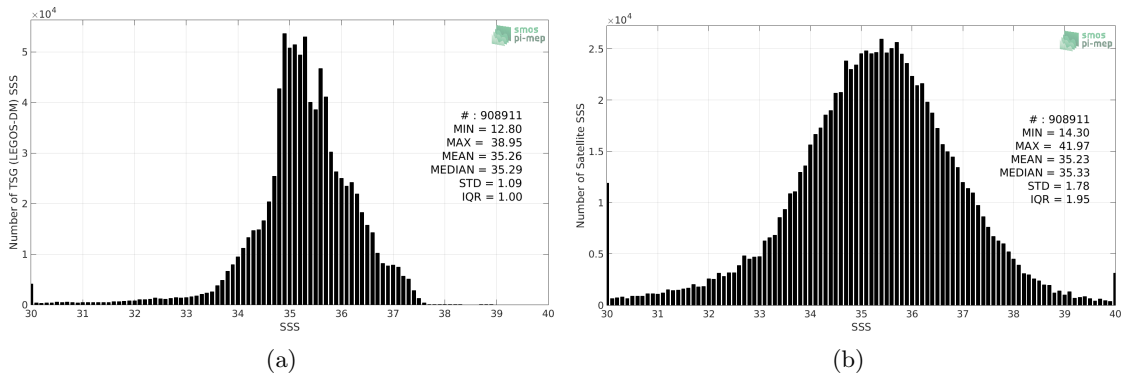 ×10⁴
smos
pi-mep
5
4
3
2
1
0
Number of TSG (LEGOS-DM) SSS
# : 908911
MIN = 12.80
MAX = 38.95
MEAN = 35.26
MEDIAN = 35.29
STD = 1.09
IQR = 1.00
30 31 32 33 34 35 36 37 38 39 40
SSS
(a)
×10⁴
smos
pi-mep
2.5
2
1.5
1
0.5
0
Number of Satellite SSS
# : 908911
MIN = 14.30
MAX = 41.97
MEAN = 35.23
MEDIAN = 35.33
STD = 1.78
IQR = 1.95
30 31 32 33 34 35 36 37 38 39 40
SSS
(b)